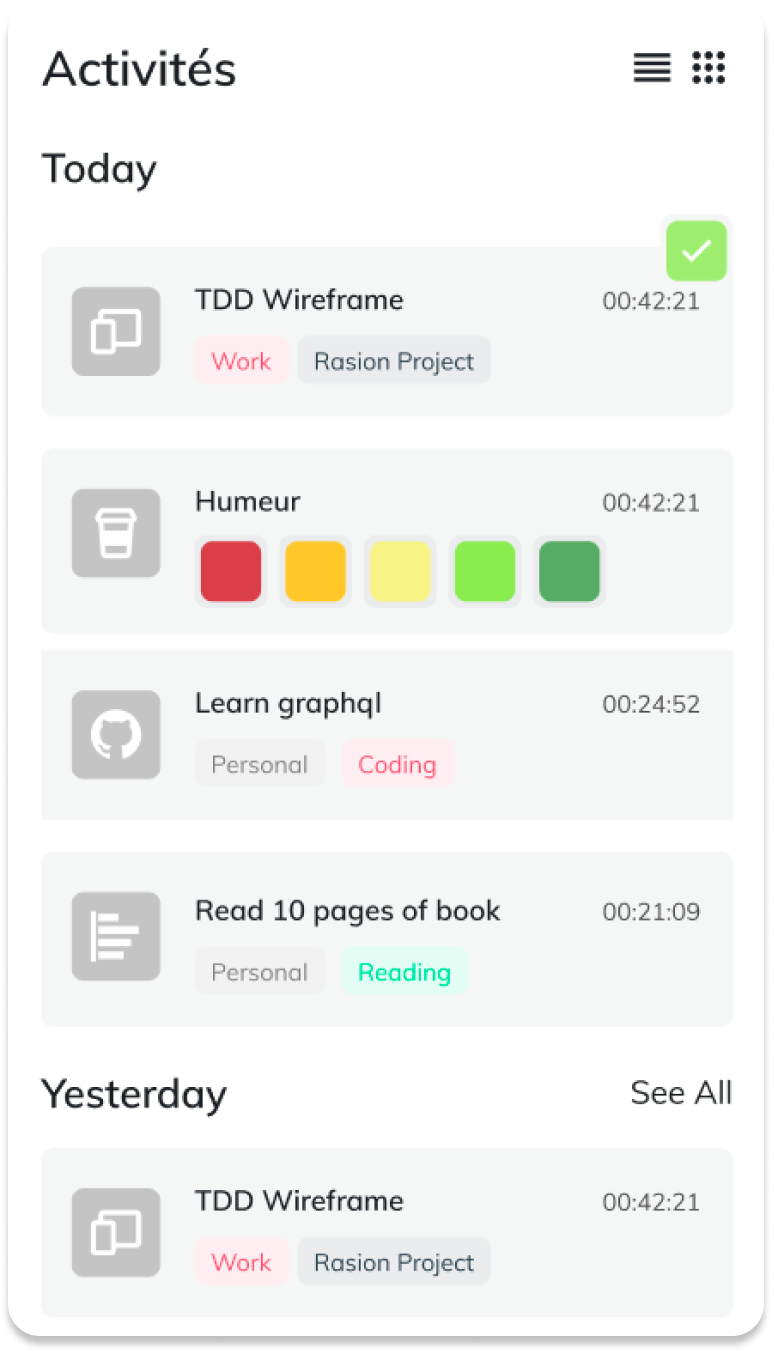 Activités
Today
TDD Wireframe 00:42:21
Work Rasion Project
Humeur 00:42:21
Learn graphql 00:24:52
Personal Coding
Read 10 pages of book 00:21:09
Personal Reading
Yesterday See All
TDD Wireframe 00:42:21
Work Rasion Project